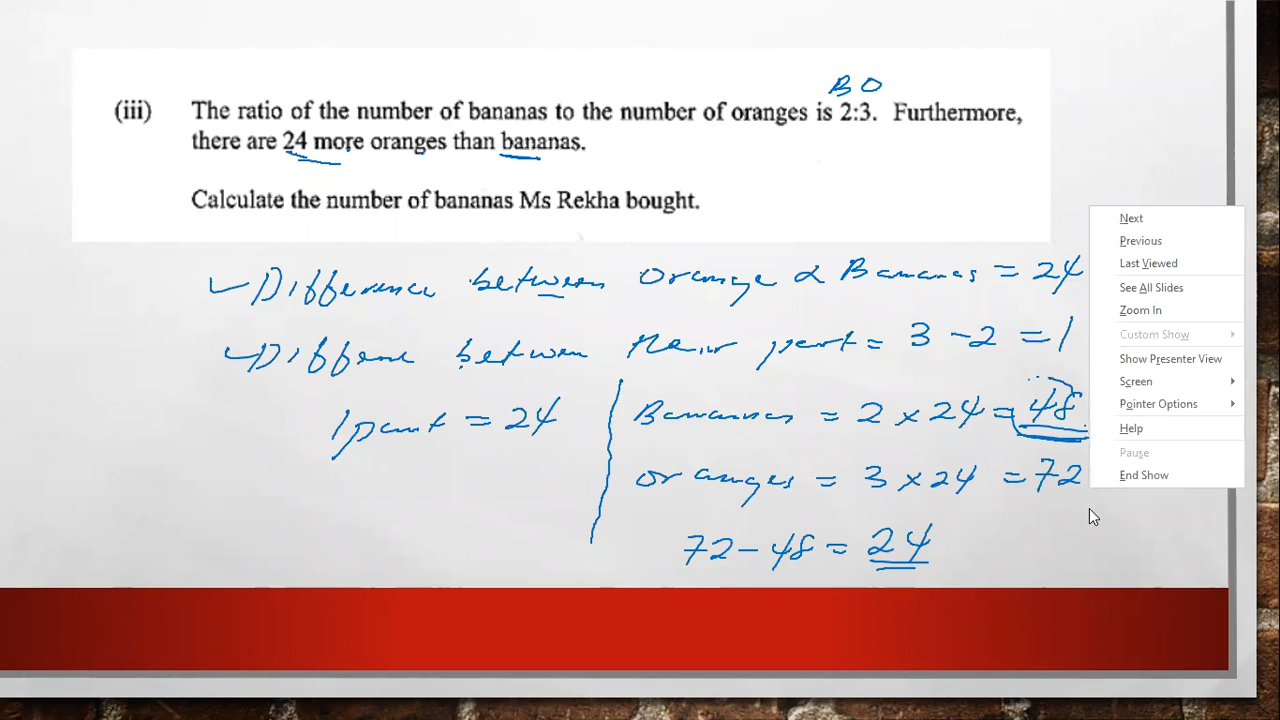 B O
(iii) The ratio of the number of bananas to the number of oranges is 2:3. Furthermore,
there are 24 more oranges than bananas.
Calculate the number of bananas Ms Rekha bought.
Difference between orange & Bananas = 24
Differne between their part = 3 - 2 = 1
1 part = 24
Banannas = 2 × 24 = 48
oranges = 3 × 24 = 72
72 - 48 = 24
Next
Previous
Last Viewed
See All Slides
Zoom In
Custom Show
Show Presenter View
Screen
Pointer Options
Help
Pause
End Show